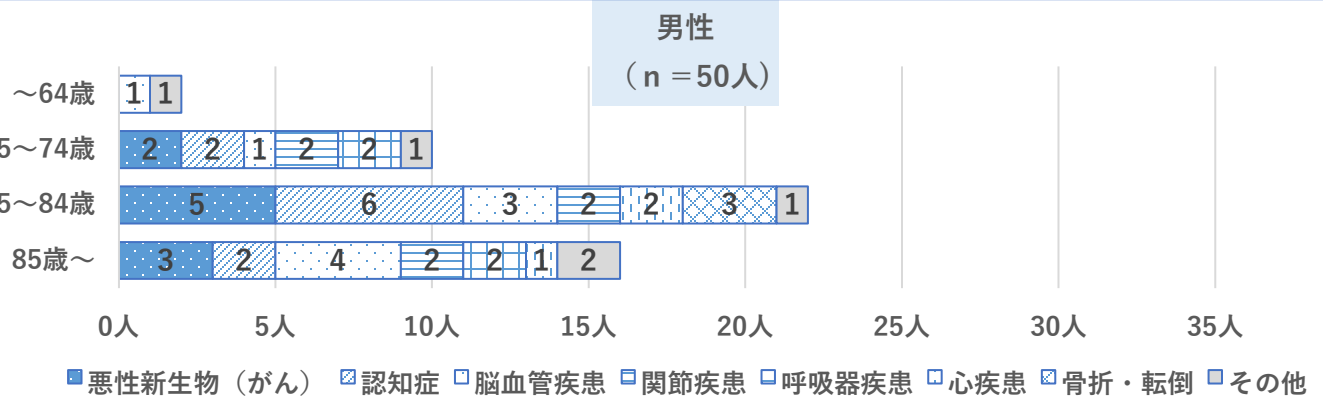 男性
（n＝50人）
～64歳 1 1
5～74歳 2 2 1 2 2 1
5～84歳 5 6 3 2 2 3 1
85歳～ 3 2 4 2 2 1 2
0人 5人 10人 15人 20人 25人 30人 35人
悪性新生物（がん） 認知症 脳血管疾患 関節疾患 呼吸器疾患 心疾患 骨折・転倒 その他